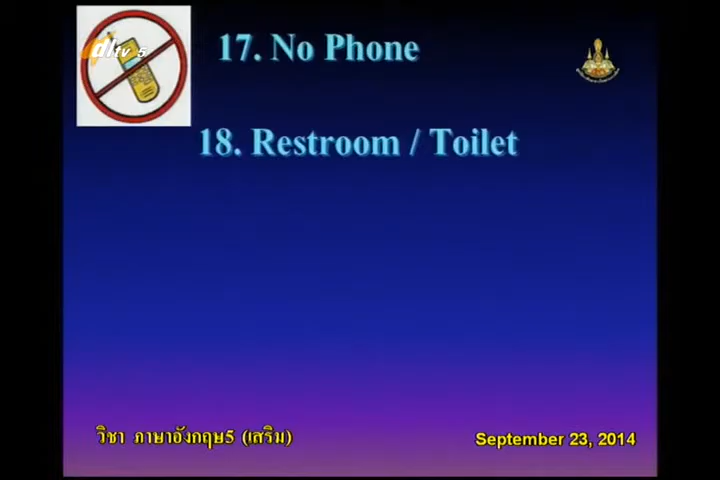 dltv 5
17. No Phone
18. Restroom / Toilet
วิชา ภาษาอังกฤษ5 (เสริม)
September 23, 2014